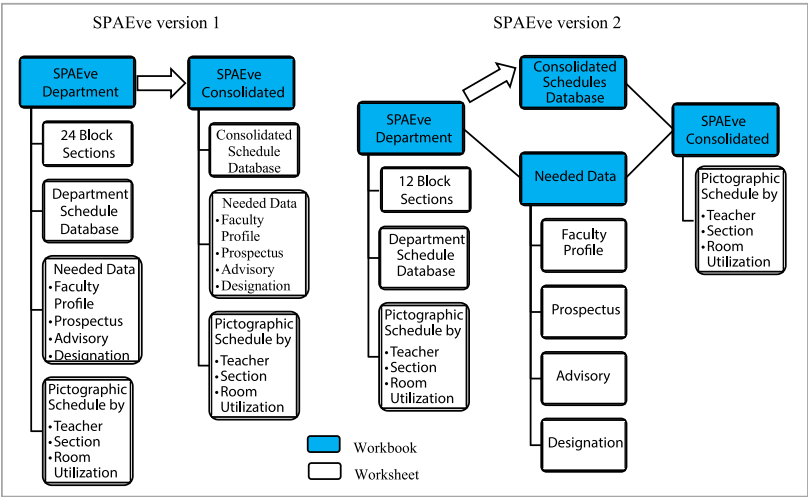 SPAEve version 1
SPAEve
Department
24 Block
Sections
Department
Schedule
Database
Needed Data
•Faculty
Profile
•Prospectus
•Advisory
•Designation
Pictographic
Schedule by
•Teacher
•Section
•Room
Utilization
SPAEve
Consolidated
Consolidated
Schedule
Database
Needed Data
•Faculty
Profile
•Prospectus
•Advisory
•Designation
Pictographic
Schedule by
•Teacher
•Section
•Room
Utilization
SPAEve version 2
SPAEve
Department
12 Block
Sections
Department
Schedule
Database
Pictographic
Schedule by
•Teacher
•Section
•Room
Utilization
Consolidated
Schedules
Database
Needed Data
Faculty
Profile
Prospectus
Advisory
Designation
SPAEve
Consolidated
Pictographic
Schedule by
•Teacher
•Section
•Room
Utilization
Workbook
Worksheet